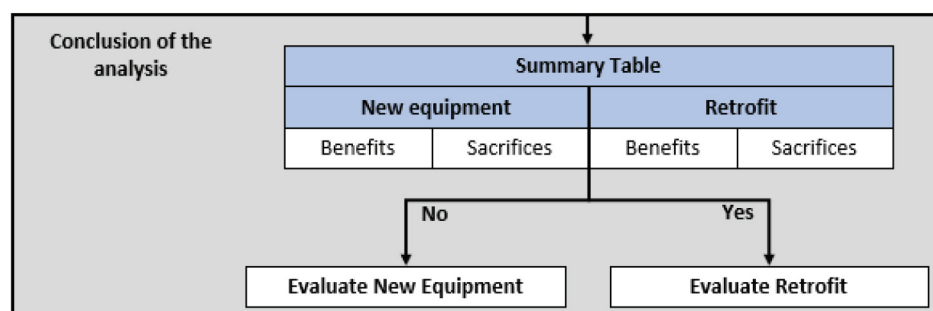 Conclusion of the
analysis
Summary Table
New equipment Retrofit
Benefits Sacrifices Benefits Sacrifices
No Yes
Evaluate New Equipment Evaluate Retrofit